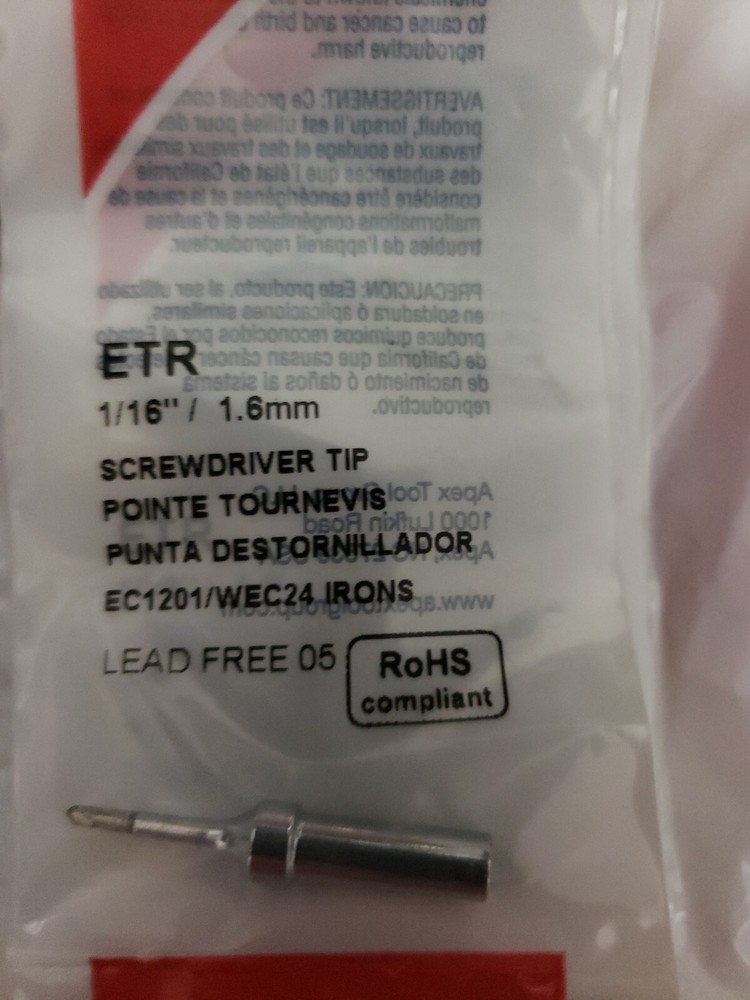 to cause cancer and birth
reproductive harm.
AVERTISSEMENT: Ce produit
produit, lorsqu'il est utilisé pour des
travaux de soudage et des travaux
des substances que l'état de Californie
considère être cancérigènes et la cause de
malformations congénitales et d'autres
troubles de l'appareil reproducteur.
PRECAUCION: Este producto, al ser utilizado
en soldadura ó aplicaciones similares,
produce químicos reconocidos por el Estado
de California que causan cáncer
de nacimiento ó daños al sistema
reproductivo.
ETR
1/16" / 1.6mm
SCREWDRIVER TIP
POINTE TOURNEVIS
PUNTA DESTORNILLADOR
EC1201/WEC24 IRONS
LEAD FREE 05
RoHS
compliant
Apex Tool
1000 Lufkin Road
Apex,
www.apextoolgroup.com